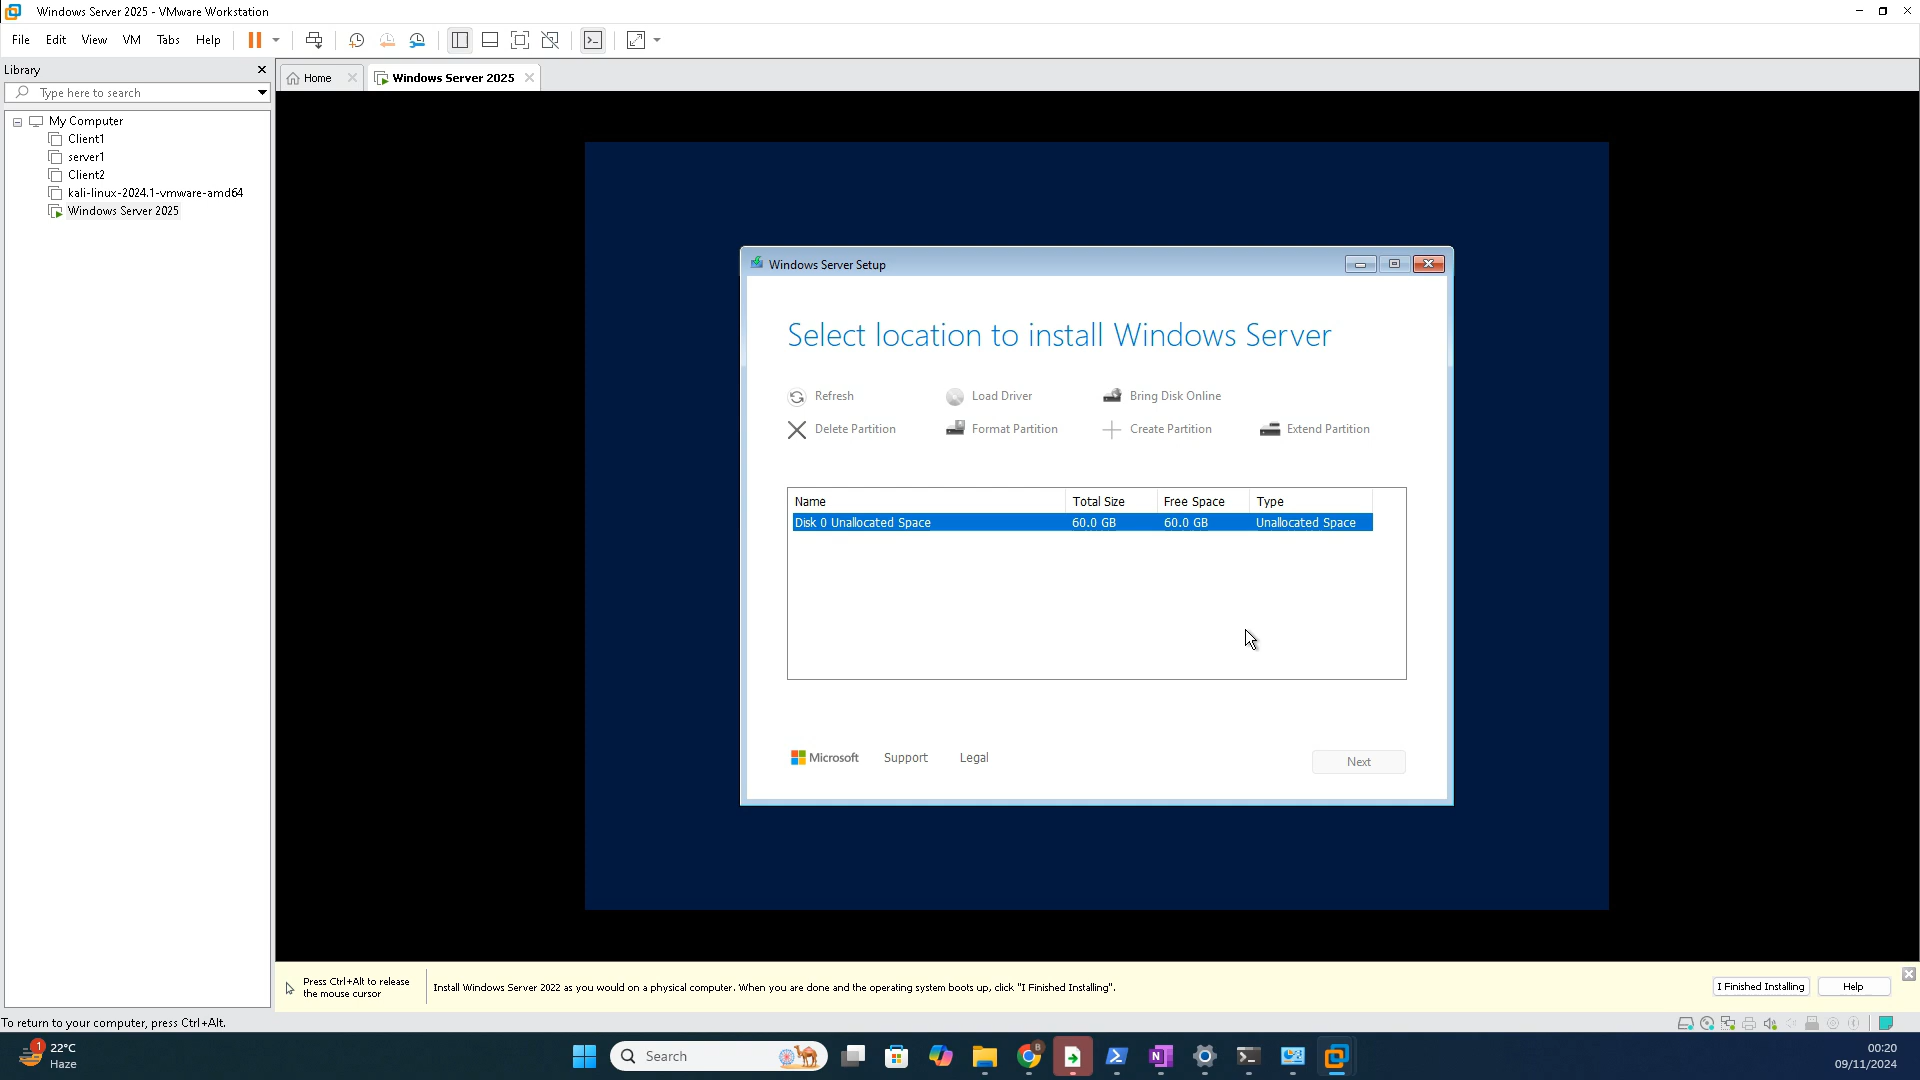 Windows Server 2025 - VMware Workstation
File Edit View VM Tabs Help
Library
Type here to search
Home
Windows Server 2025
My Computer
Client1
server1
Client2
kali-linux-2024.1-vmware-amd64
Windows Server 2025
Windows Server Setup
Select location to install Windows Server
Refresh Load Driver Bring Disk Online
Delete Partition Format Partition Create Partition Extend Partition
Name Total Size Free Space Type
Disk 0 Unallocated Space 60.0 GB 60.0 GB Unallocated Space
Microsoft Support Legal Next
Press Ctrl+Alt to release
the mouse cursor
Install Windows Server 2022 as you would on a physical computer. When you are done and the operating system boots up, click "I Finished Installing".
I Finished Installing Help
To return to your computer, press Ctrl+Alt.
1
22°C
Haze
Search
B
N
00:20
09/11/2024